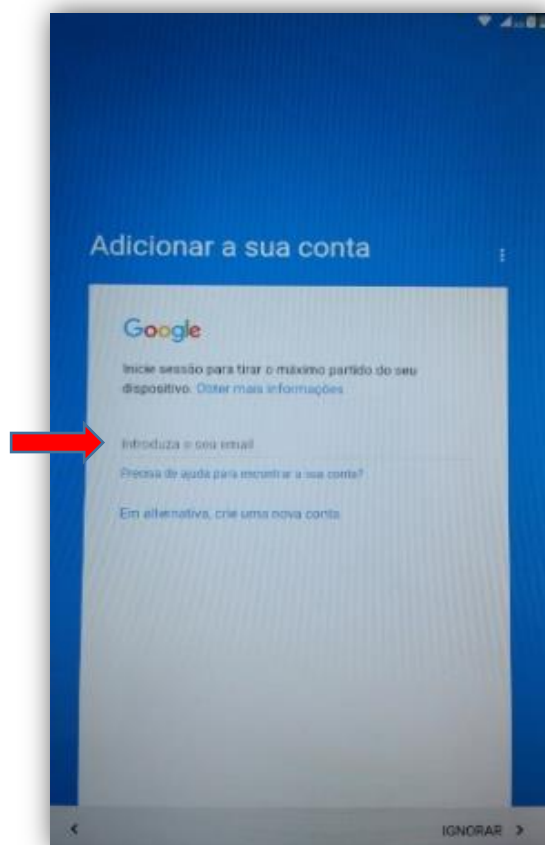 Adicionar a sua conta
Google
Inicie sessão para tirar o máximo partido do seu
dispositivo. Obter mais informações
Introduza o seu email
Precisa de ajuda para encontrar a sua conta?
Em alternativa, crie uma nova conta
IGNORAR